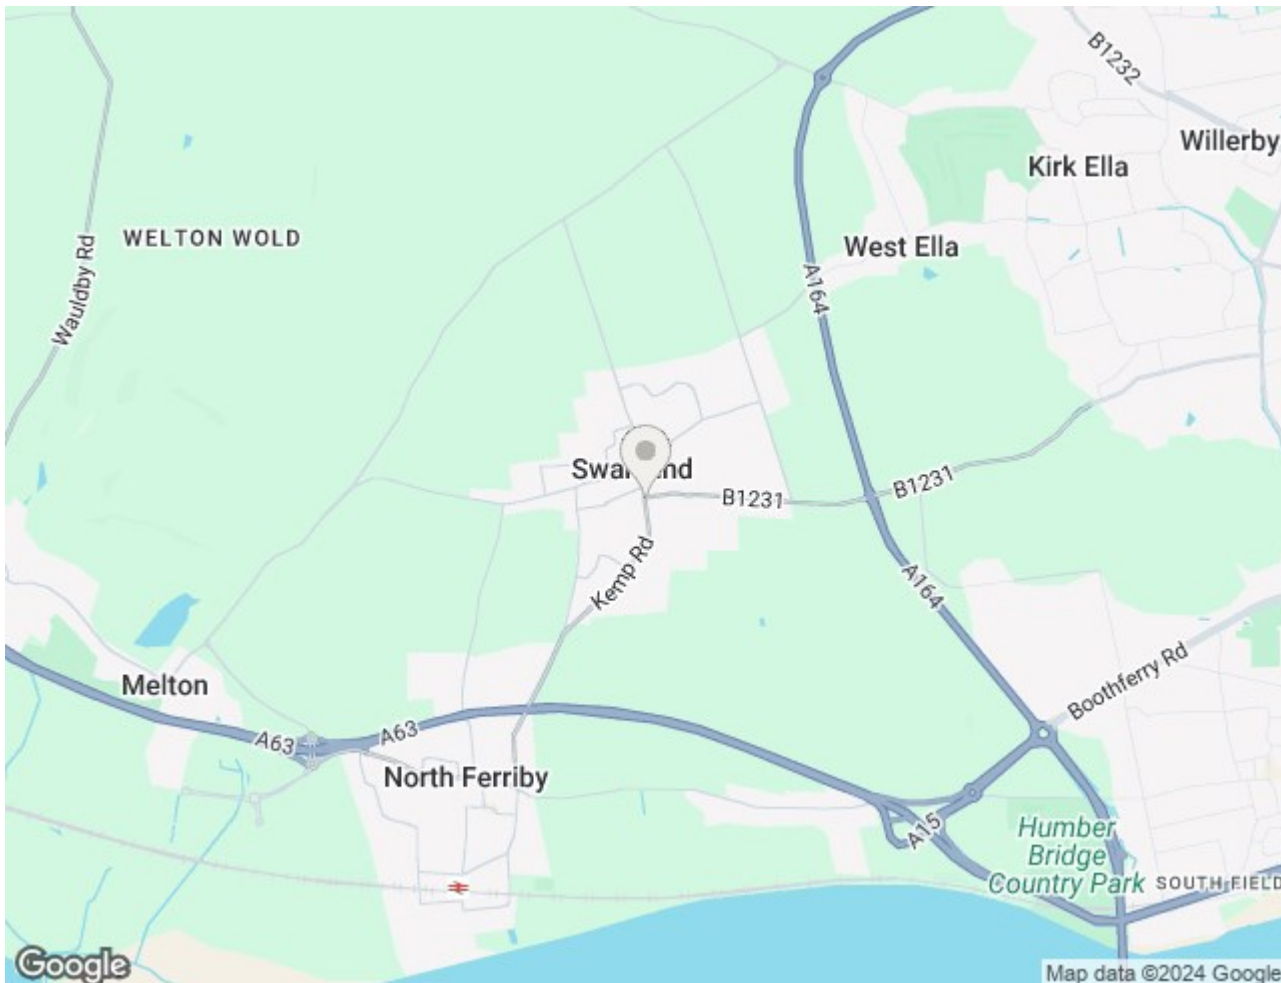 B1232
Willerby
Kirk Ella
WELTON WOLD
West Ella
Wauldby Rd
A164
B1231
B1231
Kemp Rd
A164
Boothferry Rd
Melton
A63
A63
North Ferriby
A15
Humber
Bridge
Country Park
SOUTH FIELD
Google
Map data ©2024 Google